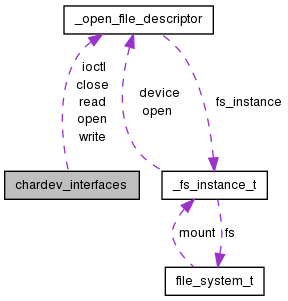 _open_file_descriptor
ioctl
close
read
open
write
device
open
fs_instance
chardev_interfaces
_fs_instance_t
mount
fs
file_system_t